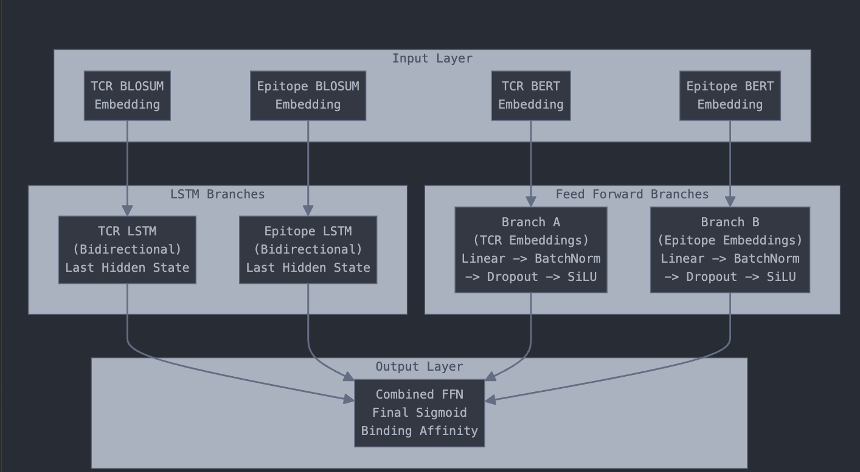 Input Layer
TCR BLOSUM
Embedding
Epitope BLOSUM
Embedding
TCR BERT
Embedding
Epitope BERT
Embedding
LSTM Branches
TCR LSTM
(Bidirectional)
Last Hidden State
Epitope LSTM
(Bidirectional)
Last Hidden State
Feed Forward Branches
Branch A
(TCR Embeddings)
Linear -> BatchNorm
-> Dropout -> SiLU
Branch B
(Epitope Embeddings)
Linear -> BatchNorm
-> Dropout -> SiLU
Output Layer
Combined FFN
Final Sigmoid
Binding Affinity